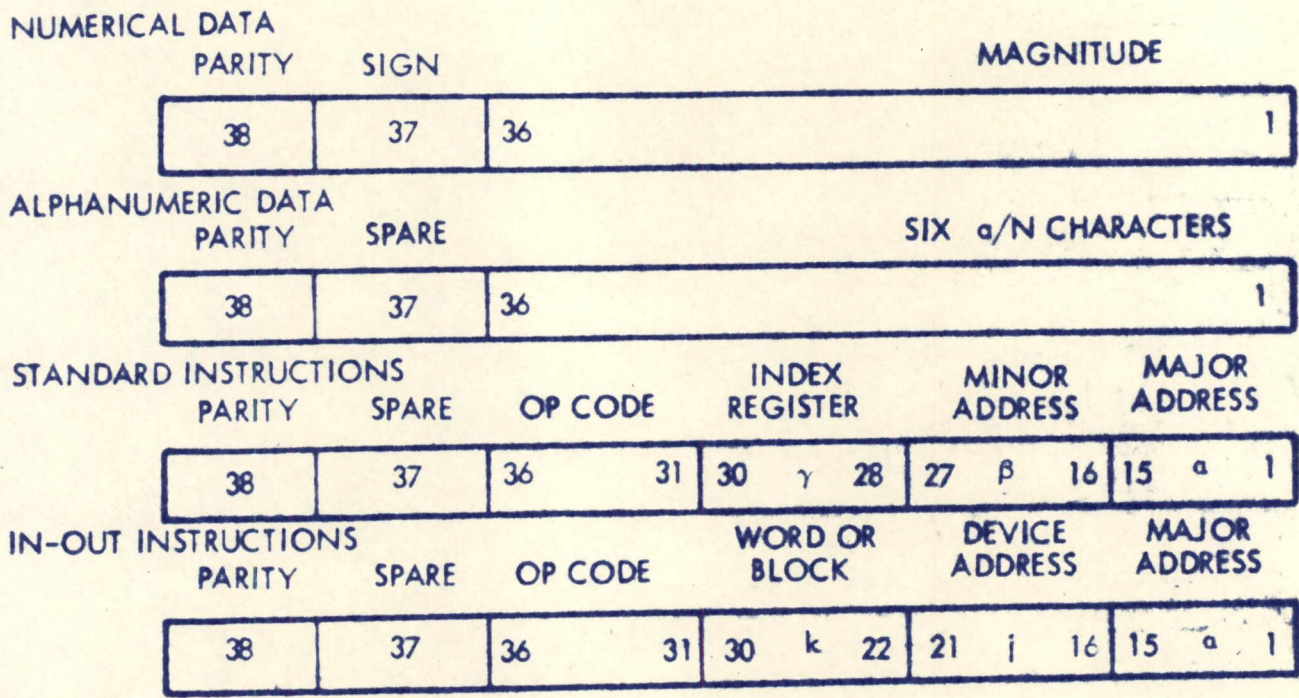 NUMERICAL DATA
PARITY SIGN MAGNITUDE
38 37 36 1
ALPHANUMERIC DATA
PARITY SPARE SIX a/N CHARACTERS
38 37 36 1
STANDARD INSTRUCTIONS
PARITY SPARE OP CODE INDEX REGISTER MINOR ADDRESS MAJOR ADDRESS
38 37 36 31 30 γ 28 27 β 16 15 a 1
IN-OUT INSTRUCTIONS
PARITY SPARE OP CODE WORD OR BLOCK DEVICE ADDRESS MAJOR ADDRESS
38 37 36 31 30 k 22 21 j 16 15 a 1